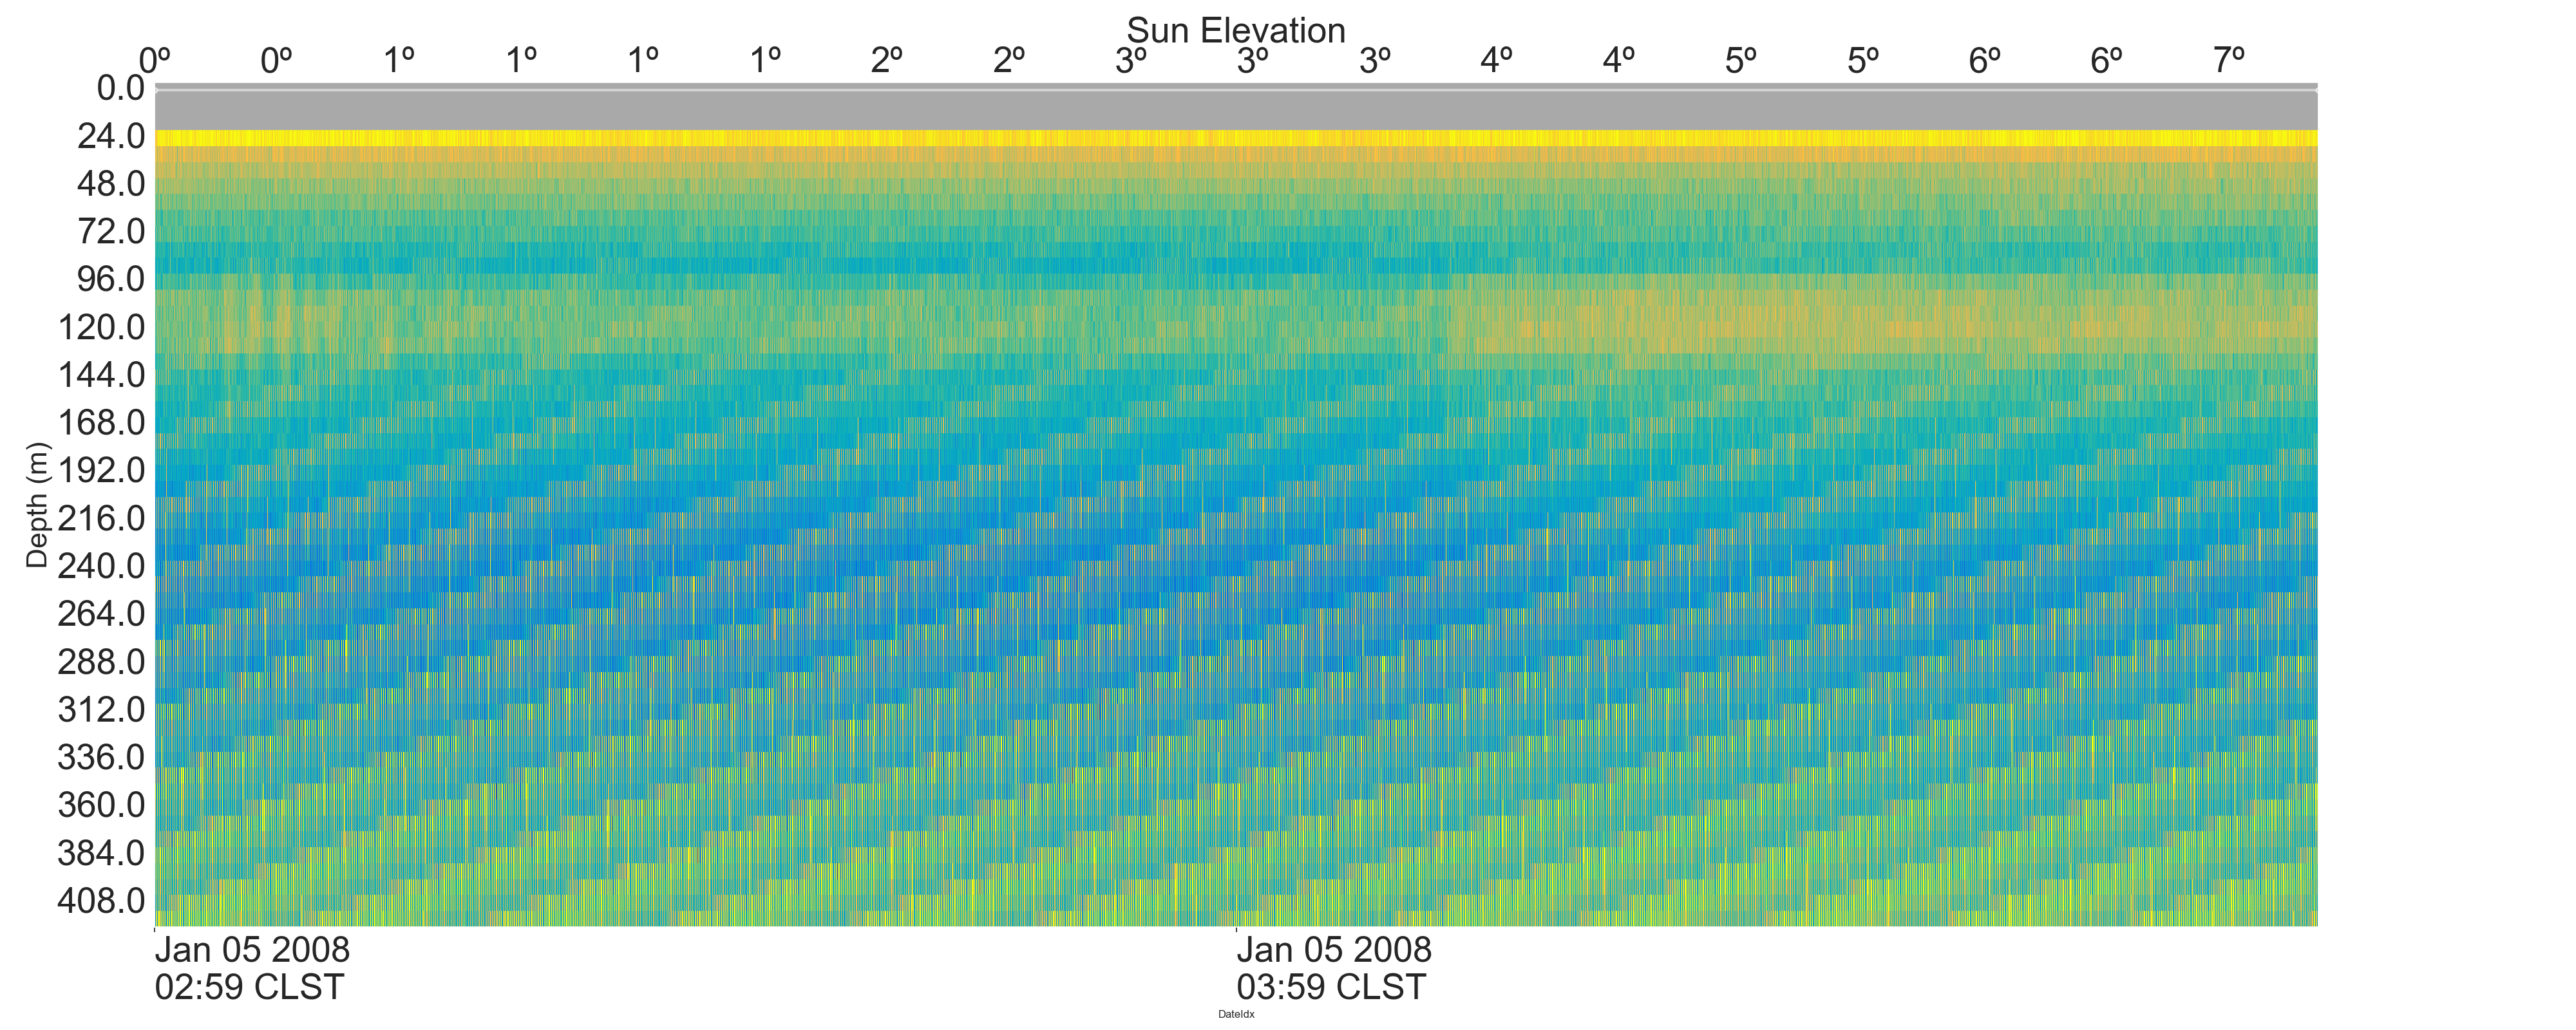 Sun Elevation
0º 0º 1º 1º 1º 1º 2º 2º 3º 3º 3º 4º 4º 5º 5º 6º 6º 7º
0.0
24.0
48.0
72.0
96.0
120.0
144.0
168.0
192.0
216.0
240.0
264.0
288.0
312.0
336.0
360.0
384.0
408.0
Depth (m)
Jan 05 2008
02:59 CLST
Jan 05 2008
03:59 CLST
DateIdx